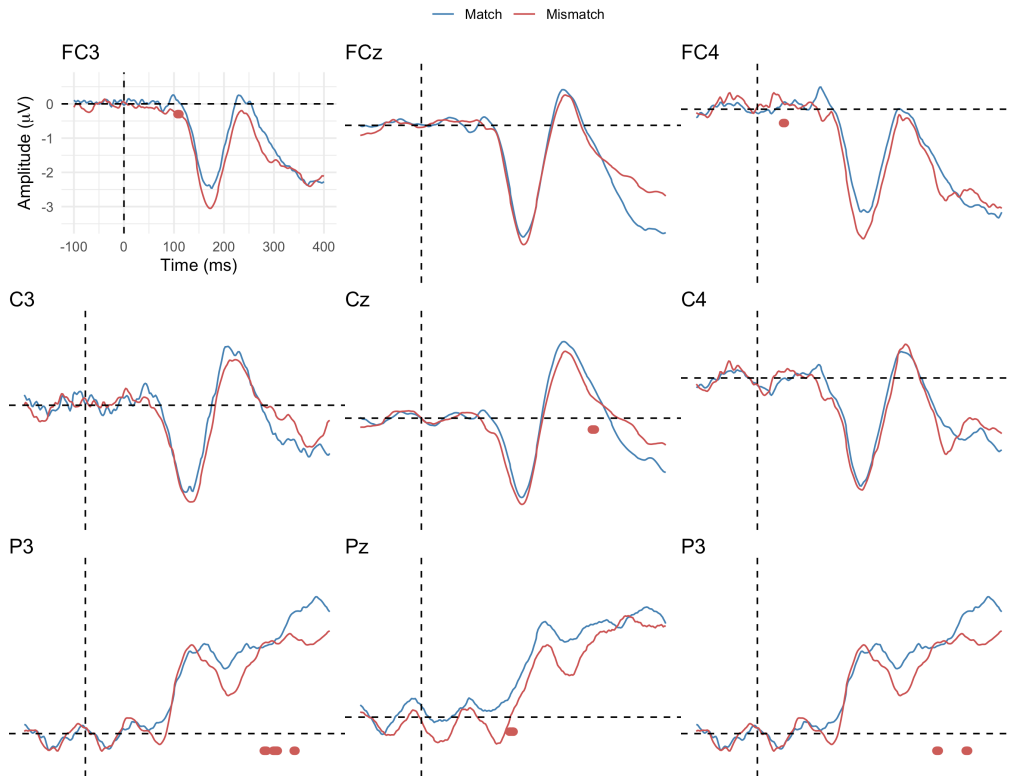 Match Mismatch
FC3
FCz
FC4
Amplitude (μV)
0
-1
-2
-3
-100 0 100 200 300 400
Time (ms)
C3
Cz
C4
P3
Pz
P3